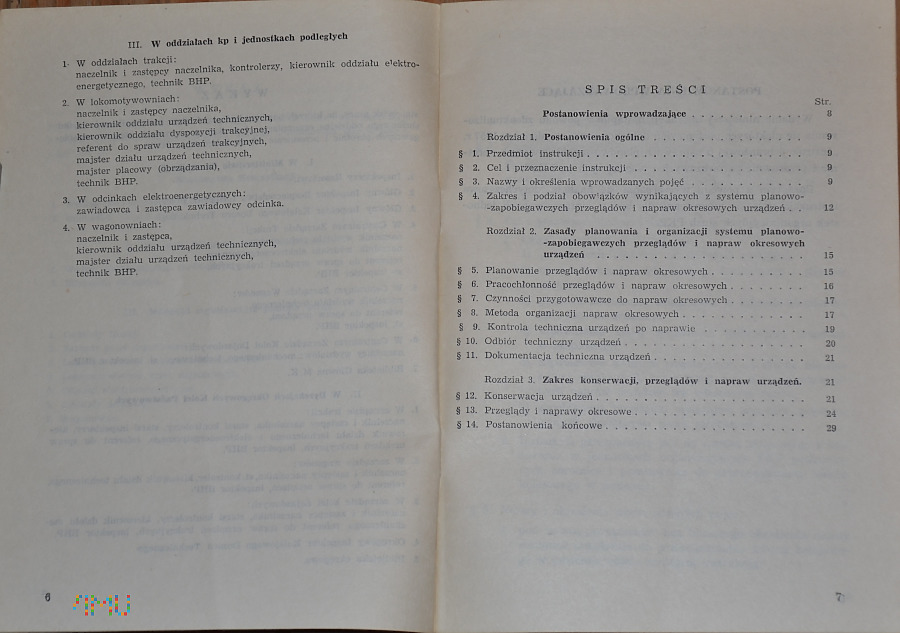 III. W oddziałach kp i jednostkach podległych
1. W oddziałach trakcji:
naczelnik i zastępcy naczelnika, kontrolerzy, kierownik oddziału elektro-
energetycznego, technik BHP.
2. W lokomotywowniach:
naczelnik i zastępcy naczelnika,
kierownik oddziału urządzeń technicznych,
kierownik oddziału dyspozycji trakcyjnej,
referent do spraw urządzeń trakcyjnych,
majster działu urządzeń technicznych,
majster placowy (obrządzania),
technik BHP.
3. W odcinkach elektroenergetycznych:
zawiadowca i zastępca zawiadowcy odcinka.
4. W wagonowniach:
naczelnik i zastępca,
kierownik oddziału urządzeń technicznych,
majster działu urządzeń technicznych,
technik BHP.
6
SPIS TREŚCI
Str.
Postanowienia wprowadzające . . . . . . . . . . . 8
Rozdział 1. Postanowienia ogólne . . . . . . . . . . . . 9
§ 1. Przedmiot instrukcji . . . . . . . . . . . . . . . . . 9
§ 2. Cel i przeznaczenie instrukcji . . . . . . . . . . . . . 9
§ 3. Nazwy i określenia wprowadzanych pojęć . . . . . . . . . 9
§ 4. Zakres i podział obowiązków wynikających z systemu planowo-
-zapobiegawczych przeglądów i napraw okresowych urządzeń . . 12
Rozdział 2. Zasady planowania i organizacji systemu planowo-
-zapobiegawczych przeglądów i napraw okresowych
urządzeń . . . . . . . . . . . . . . . . 15
§ 5. Planowanie przeglądów i napraw okresowych . . . . . . . . 15
§ 6. Pracochłonność przeglądów i napraw okresowych . . . . . . 16
§ 7. Czynności przygotowawcze do napraw okresowych . . . . . . 17
§ 8. Metoda organizacji napraw okresowych . . . . . . . . . . 17
§ 9. Kontrola techniczna urządzeń po naprawie . . . . . . . . 19
§ 10. Odbiór techniczny urządzeń . . . . . . . . . . . . . . 20
§ 11. Dokumentacja techniczna urządzeń . . . . . . . . . . . . 21
Rozdział 3. Zakres konserwacji, przeglądów i napraw urządzeń. 21
§ 12. Konserwacja urządzeń . . . . . . . . . . . . . . . . . 21
§ 13. Przeglądy i naprawy okresowe . . . . . . . . . . . . . 24
§ 14. Postanowienia końcowe . . . . . . . . . . . . . . . . 29
7